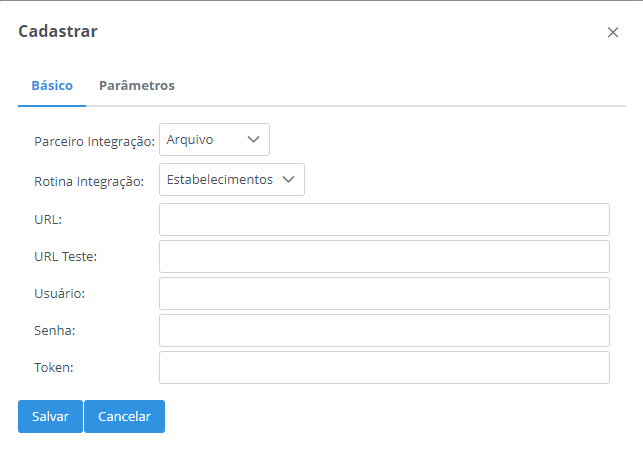 Cadastrar
Básico Parâmetros
Parceiro Integração: Arquivo
Rotina Integração: Estabelecimentos
URL:
URL Teste:
Usuário:
Senha:
Token:
Salvar Cancelar